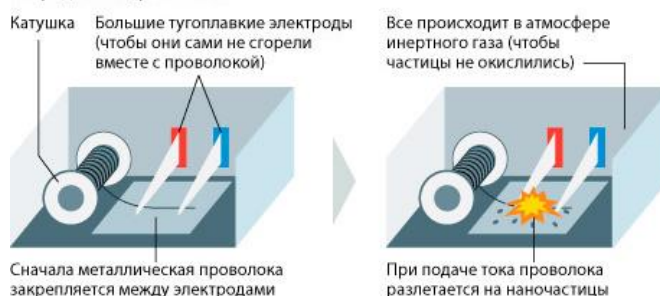 Катушка
Большие тугоплавкие электроды
(чтобы они сами не сгорели
вместе с проволокой)
Сначала металлическая проволока
закрепляется между электродами
Все происходит в атмосфере
инертного газа (чтобы
частицы не окислились)
При подаче тока проволока
разлетается на наночастицы